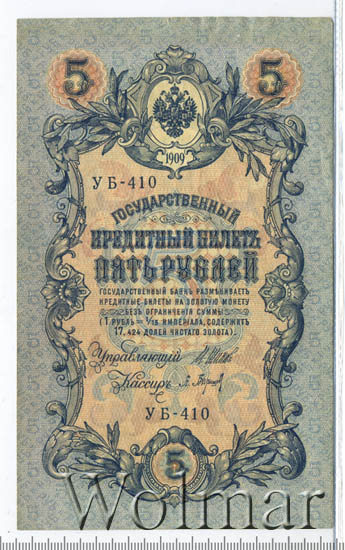 5 5
1909
УБ-410
ГОСУДАРСТВЕННЫЙ
КРЕДИТНЫЙ БИЛЕТЪ
ПЯТЬ РУБЛЕЙ
ГОСУДАРСТВЕННЫЙ БАНКЪ РАЗМѢНИВАЕТЪ
КРЕДИТНЫЕ БИЛЕТЫ НА ЗОЛОТУЮ МОНЕТУ
БЕЗЪ ОГРАНИЧЕНІЯ СУММЫ
(1 РУБЛЬ = 1/15 ИМПЕРІАЛА, СОДЕРЖИТЪ
17,424 ДОЛЕЙ ЧИСТАГО ЗОЛОТА).
Управляющій
Кассиръ
УБ-410
5
Wolmar